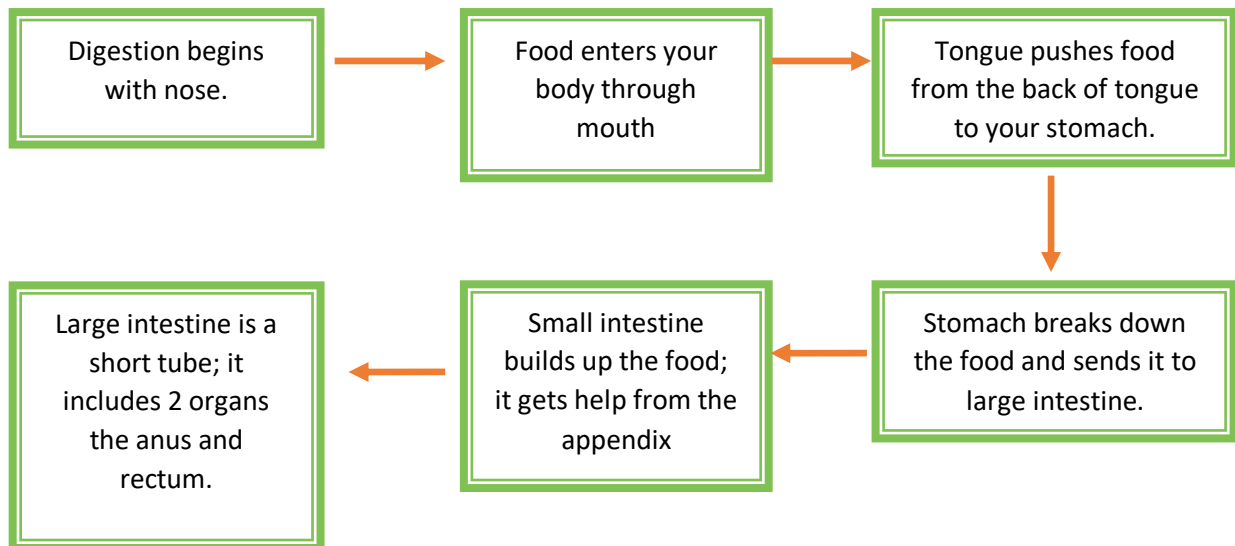 Digestion begins
with nose.
Food enters your
body through
mouth
Tongue pushes food
from the back of tongue
to your stomach.
Stomach breaks down
the food and sends it to
large intestine.
Small intestine
builds up the food;
it gets help from the
appendix
Large intestine is a
short tube; it
includes 2 organs
the anus and
rectum.